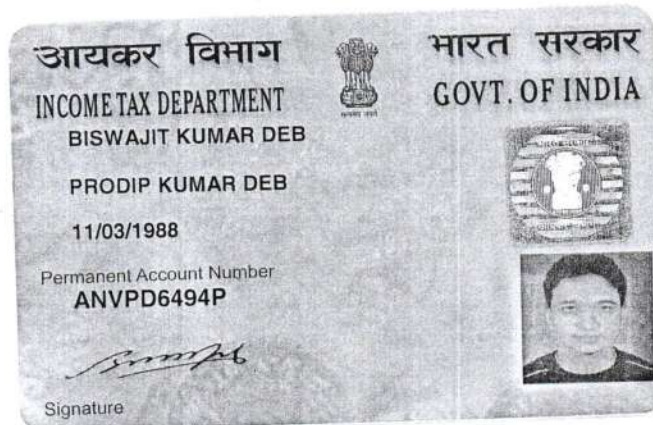 आयकर विभाग
भारत सरकार
INCOME TAX DEPARTMENT
GOVT. OF INDIA
BISWAJIT KUMAR DEB
PRODIP KUMAR DEB
11/03/1988
Permanent Account Number
ANVPD6494P
Signature